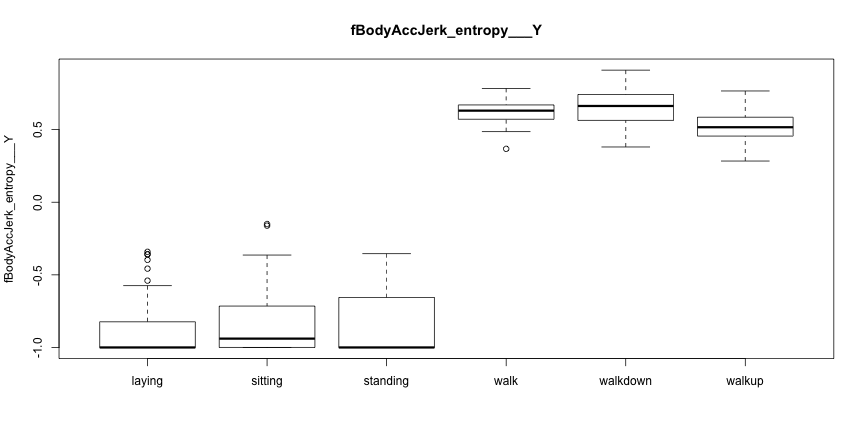 fBodyAccJerk_entropy___Y
fBodyAccJerk_entropy___Y
0.5
0.0
-0.5
-1.0
laying sitting standing walk walkdown walkup